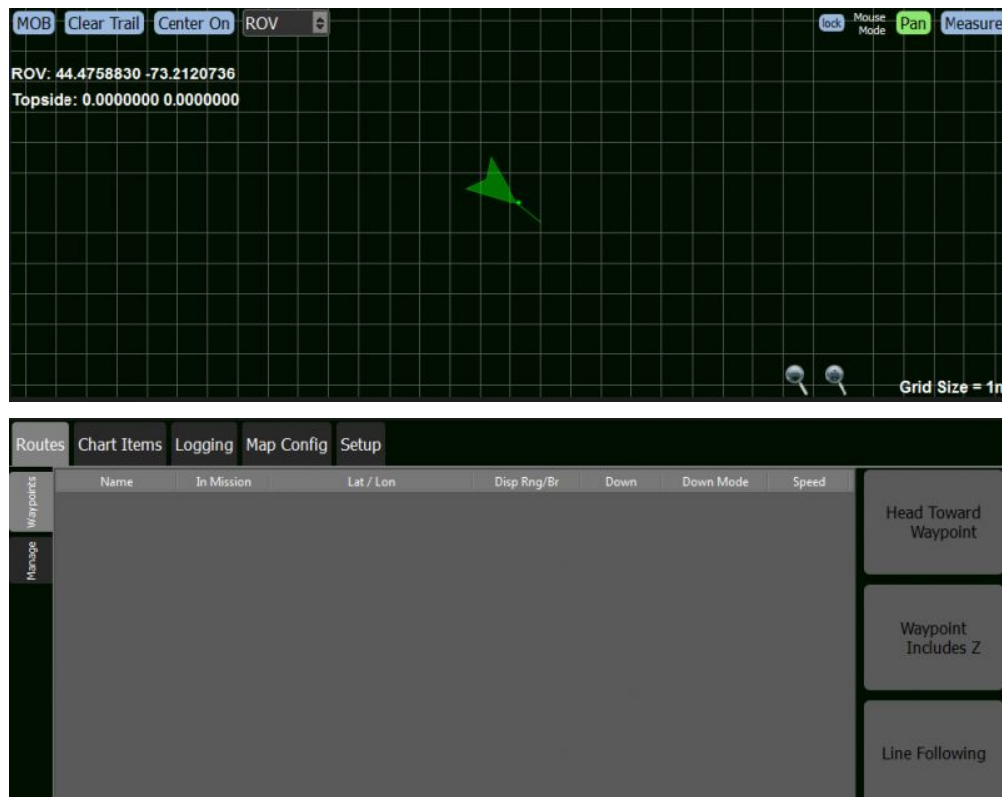 MOB Clear Trail Center On ROV lock Mouse Mode Pan Measure
ROV: 44.4758830 -73.2120736
Topside: 0.0000000 0.0000000
Grid Size = 1m
Routes Chart Items Logging Map Config Setup
Waypoints
Manage
Name In Mission Lat / Lon Disp Rng/Br Down Down Mode Speed
Head Toward
Waypoint
Waypoint
Includes Z
Line Following